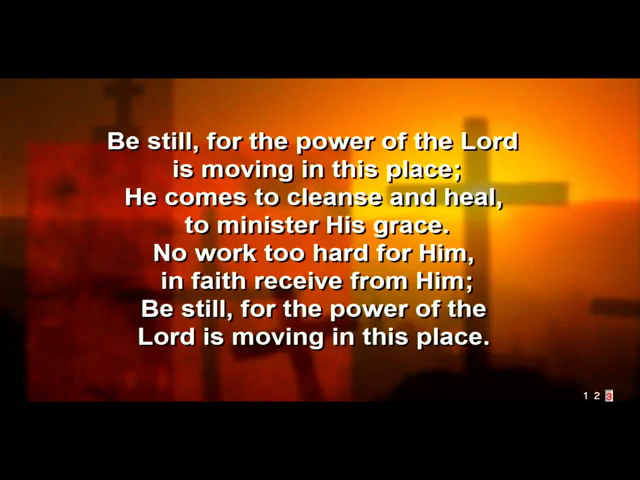 Be still, for the power of the Lord
is moving in this place;
He comes to cleanse and heal,
to minister His grace.
No work too hard for Him,
in faith receive from Him;
Be still, for the power of the
Lord is moving in this place.
1 2 3